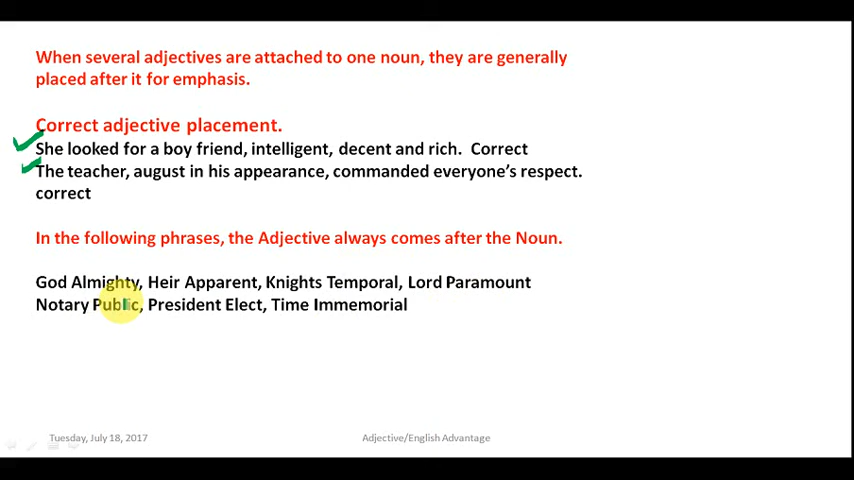 When several adjectives are attached to one noun, they are generally
placed after it for emphasis.
Correct adjective placement.
She looked for a boy friend, intelligent, decent and rich.  Correct
The teacher, august in his appearance, commanded everyone's respect.
correct
In the following phrases, the Adjective always comes after the Noun.
God Almighty, Heir Apparent, Knights Temporal, Lord Paramount
Notary Public, President Elect, Time Immemorial
Tuesday, July 18, 2017
Adjective/English Advantage